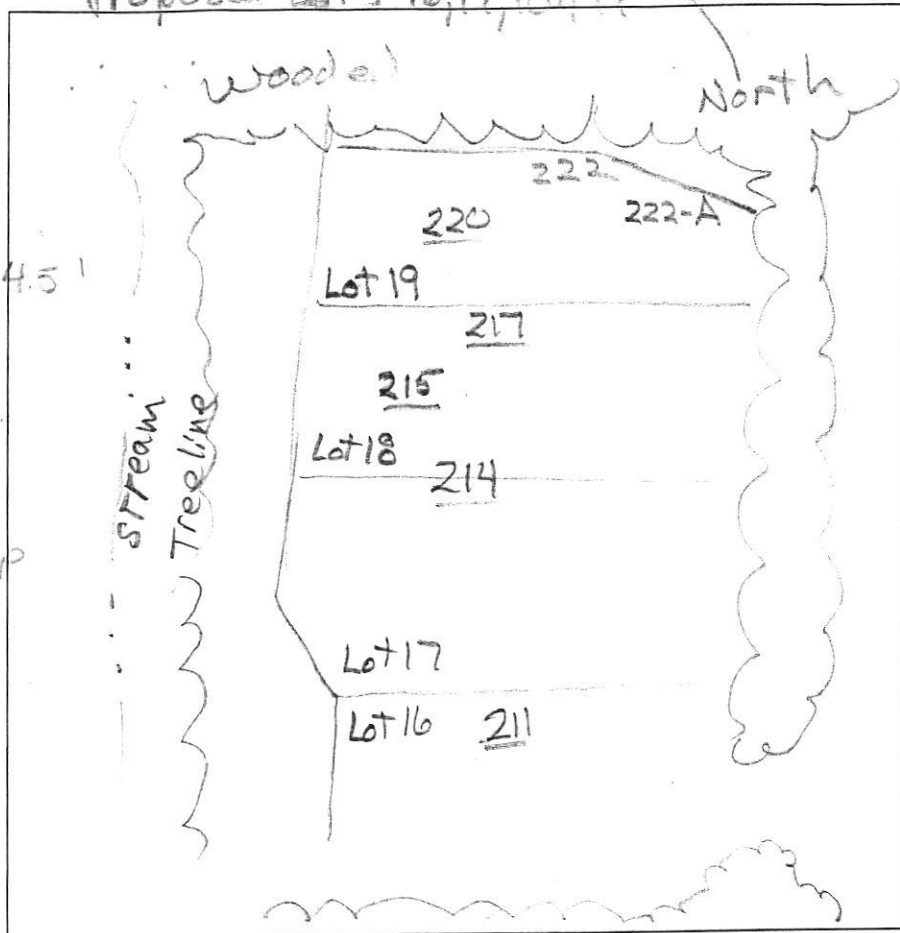 Wooded
North
222
222-A
220
4.5'
Lot 19
217
215
stream
Treeline
Lot 18
214
Lot 17
Lot 16
211